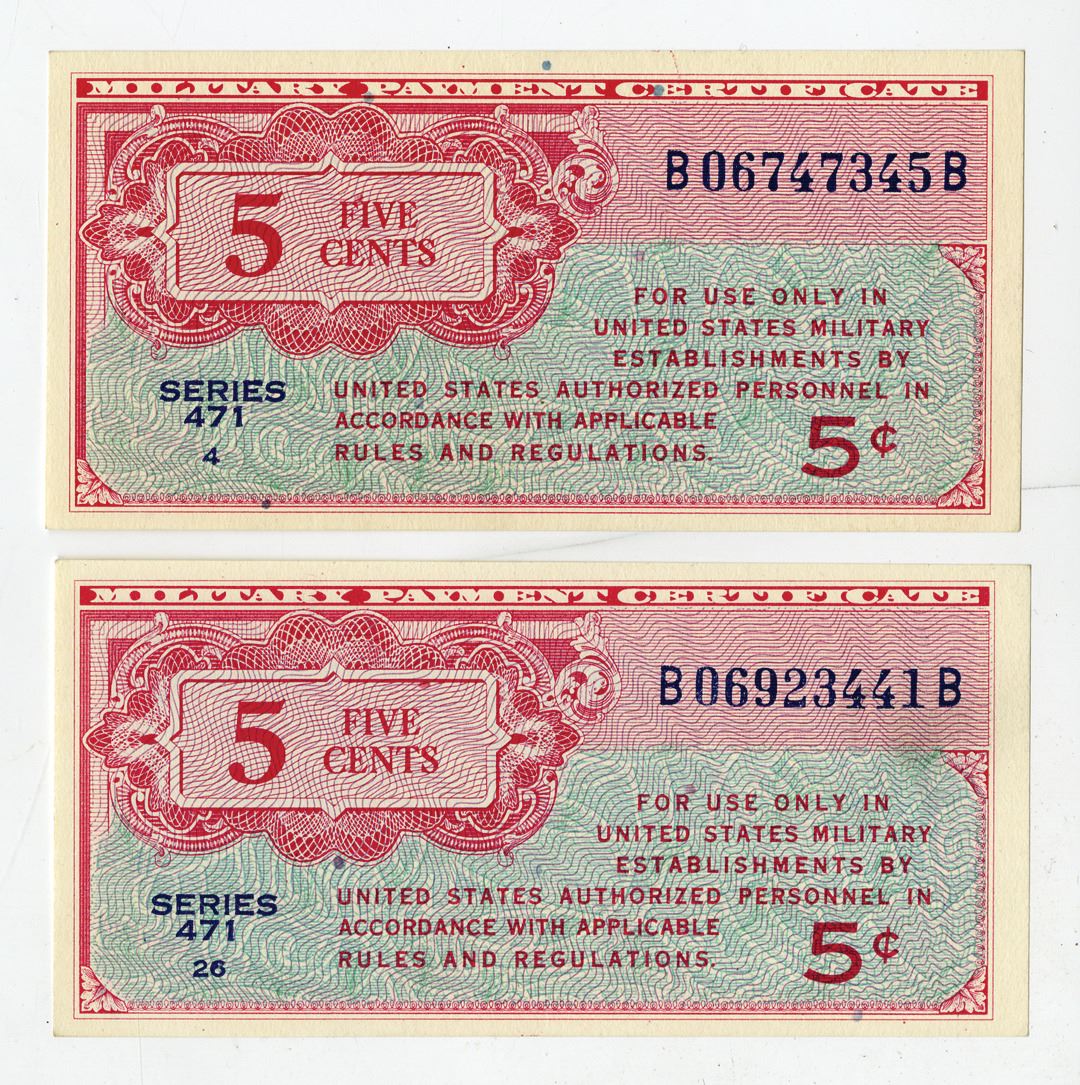 MILITARY PAYMENT CERTIFICATE
B06747345B
5 FIVE
CENTS
FOR USE ONLY IN
UNITED STATES MILITARY
ESTABLISHMENTS BY
UNITED STATES AUTHORIZED PERSONNEL IN
ACCORDANCE WITH APPLICABLE
RULES AND REGULATIONS.
SERIES
471
4
5¢
MILITARY PAYMENT CERTIFICATE
B06923441B
5 FIVE
CENTS
FOR USE ONLY IN
UNITED STATES MILITARY
ESTABLISHMENTS BY
UNITED STATES AUTHORIZED PERSONNEL IN
ACCORDANCE WITH APPLICABLE
RULES AND REGULATIONS.
SERIES
471
26
5¢